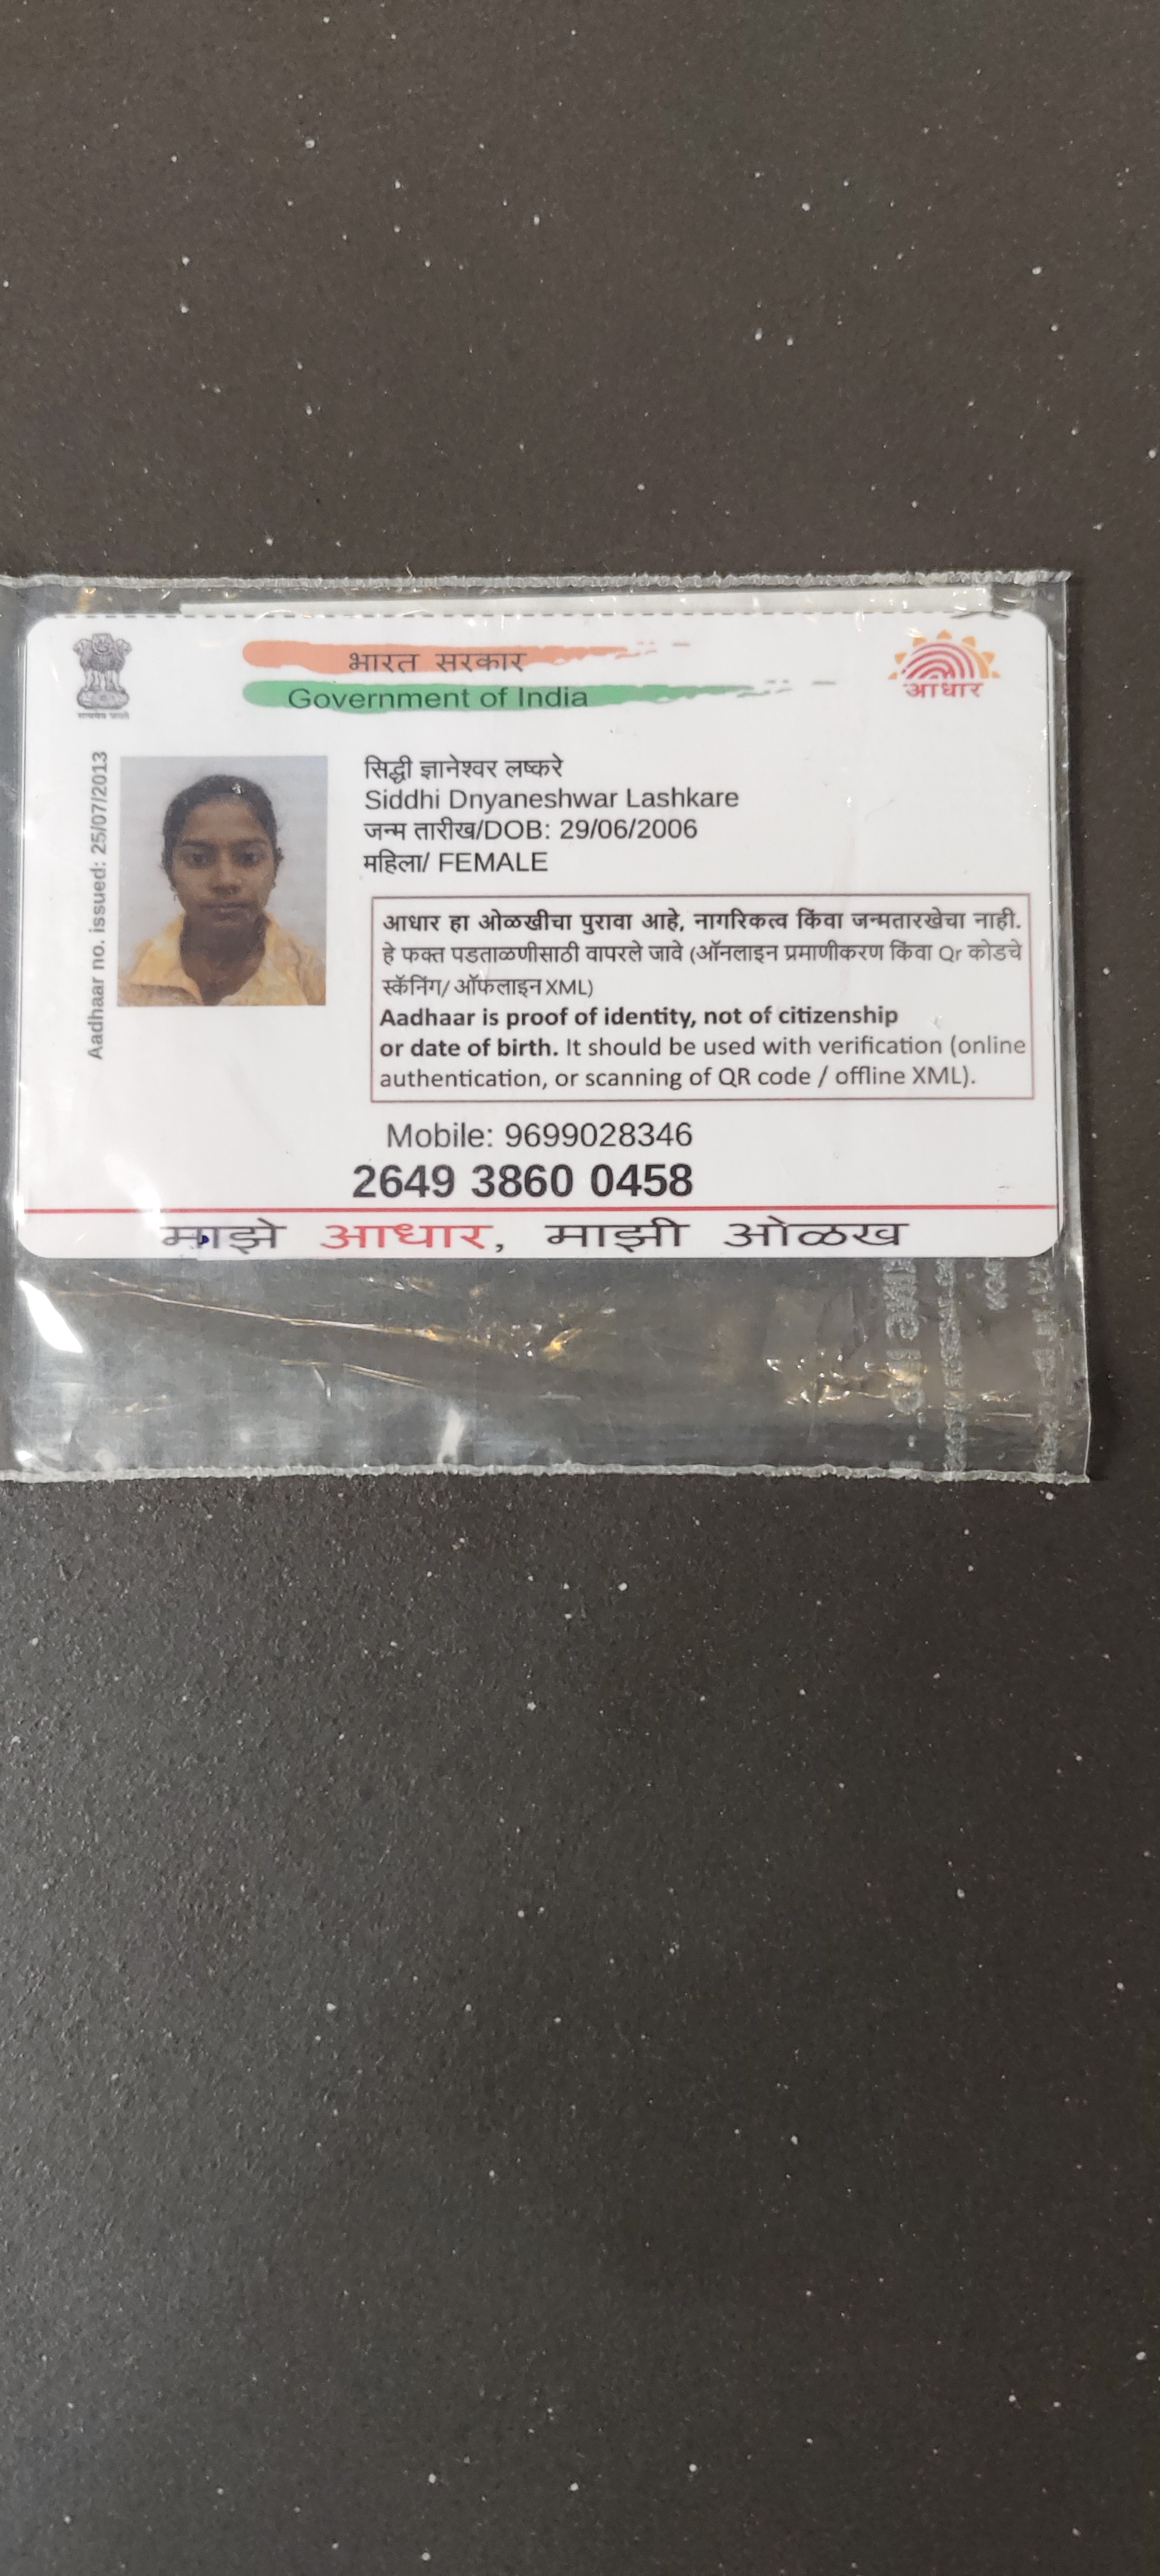 भारत सरकार
Government of India
आधार
Aadhaar no. issued: 25/07/2013
सिद्धी ज्ञानेश्वर लष्करे
Siddhi Dnyaneshwar Lashkare
जन्म तारीख/DOB: 29/06/2006
महिला/ FEMALE
आधार हा ओळखीचा पुरावा आहे, नागरिकत्व किंवा जन्मतारखेचा नाही.
हे फक्त पडताळणीसाठी वापरले जावे (ऑनलाइन प्रमाणीकरण किंवा Qr कोडचे
स्कॅनिंग/ ऑफलाइन XML)
Aadhaar is proof of identity, not of citizenship
or date of birth. It should be used with verification (online
authentication, or scanning of QR code / offline XML).
Mobile: 9699028346
2649 3860 0458
माझे आधार, माझी ओळख